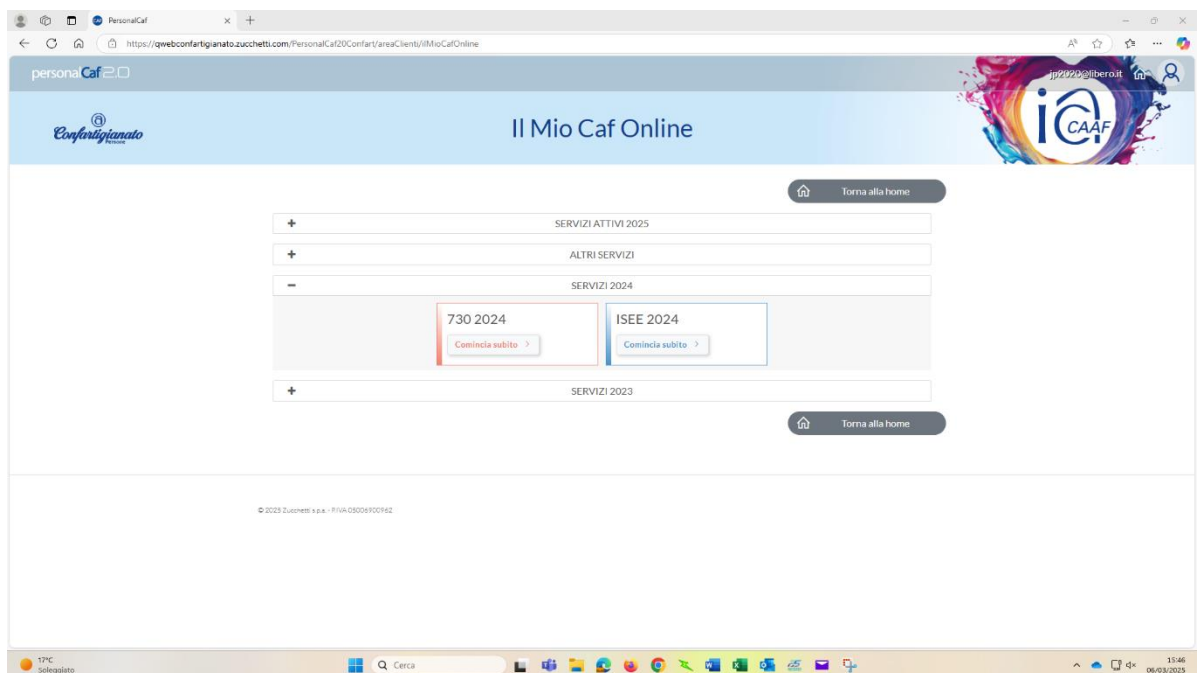 PersonalCaf
https://qwebconfartigianato.zucchetti.com/PersonalCaf20Confart/areaClienti/ilMioCafOnline
personalCaf2.0
jp2020@libero.it
Confartigianato
Persone
Il Mio Caf Online
CAAF
Torna alla home
SERVIZI ATTIVI 2025
ALTRI SERVIZI
SERVIZI 2024
730 2024
ISEE 2024
Comincia subito >
Comincia subito >
SERVIZI 2023
Torna alla home
© 2025 Zucchetti s.p.a. - P.IVA 05006900962
17°C
Soleggiato
Cerca
15:46
06/03/2025